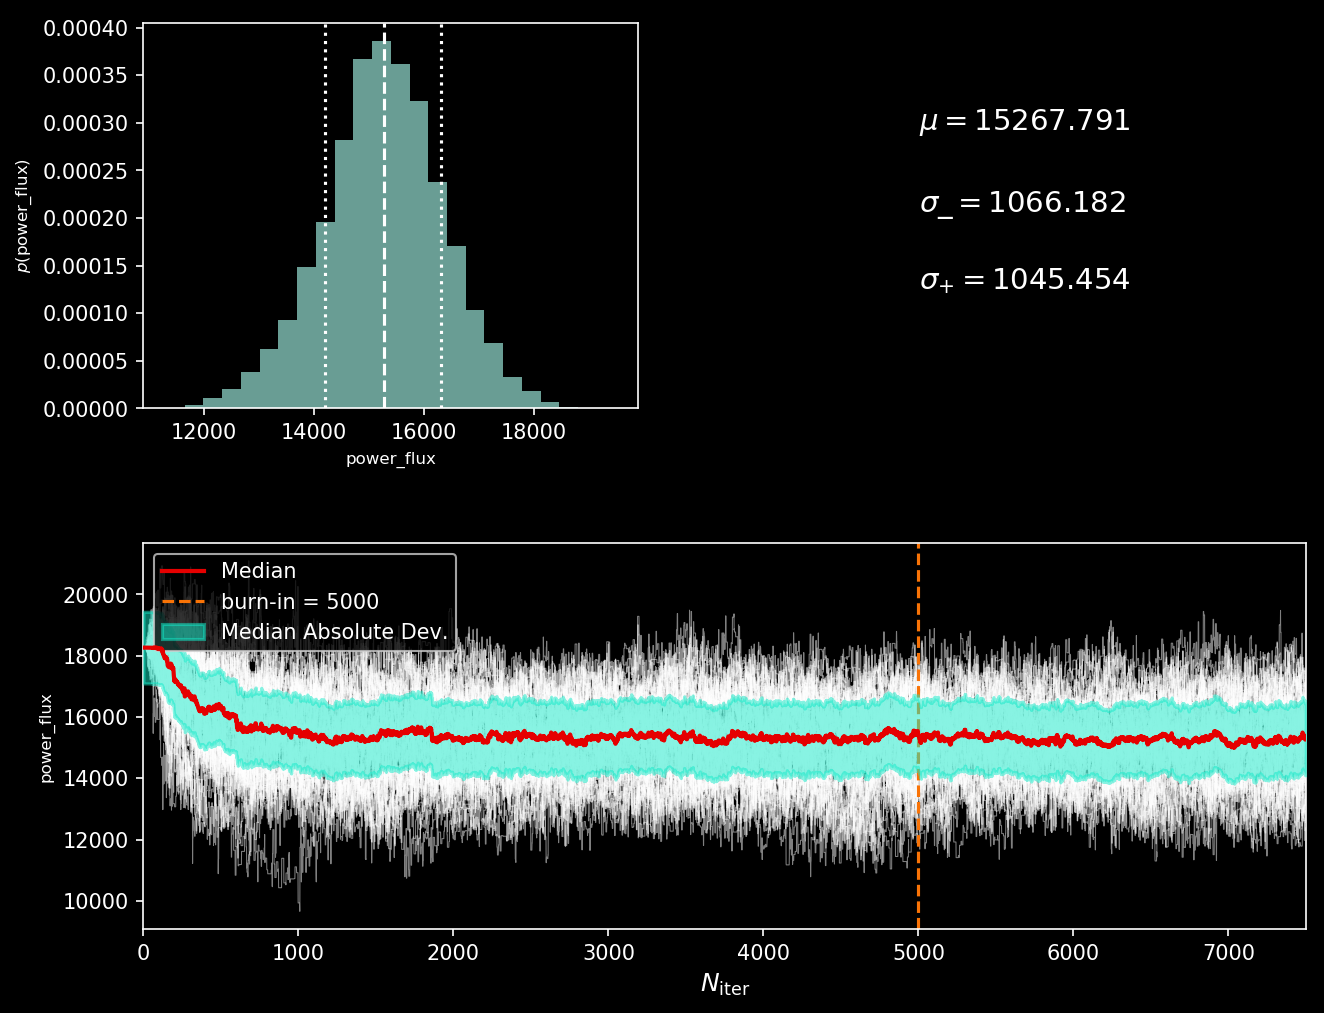 0.00040
0.00035
0.00030
0.00025
0.00020
0.00015
0.00010
0.00005
0.00000
p(power_flux)
12000 14000 16000 18000
power_flux
μ = 15267.791
σ_ = 1066.182
σ+ = 1045.454
Median
burn-in = 5000
Median Absolute Dev.
20000
18000
16000
14000
12000
10000
power_flux
0 1000 2000 3000 4000 5000 6000 7000
Niter